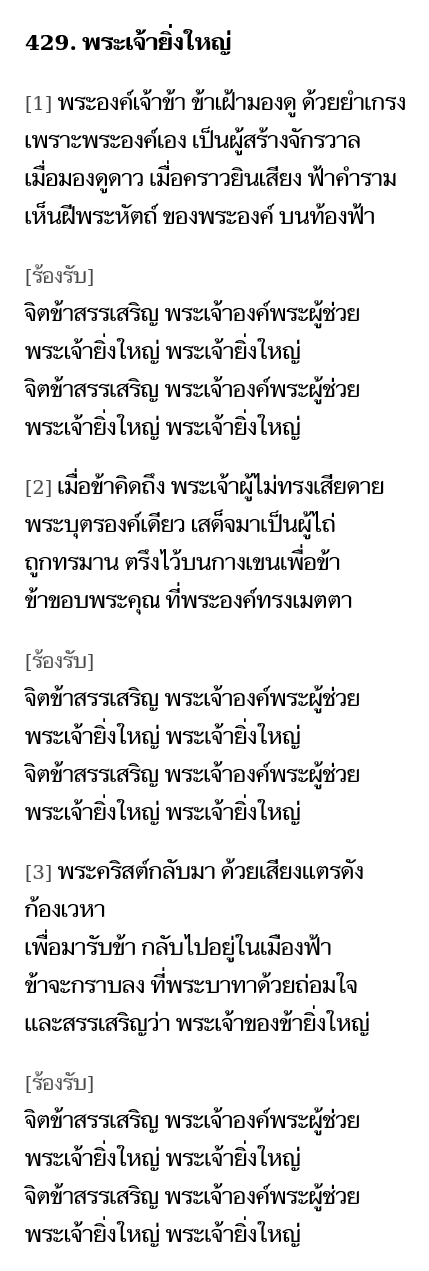 429. พระเจ้ายิ่งใหญ่
[1] พระองค์เจ้าข้า ข้าเฝ้ามองดู ด้วยยำเกรง
เพราะพระองค์เอง เป็นผู้สร้างจักรวาล
เมื่อมองดูดาว เมื่อคราวยินเสียง ฟ้าคำราม
เห็นฝีพระหัตถ์ ของพระองค์ บนท้องฟ้า
[ร้องรับ]
จิตข้าสรรเสริญ พระเจ้าองค์พระผู้ช่วย
พระเจ้ายิ่งใหญ่ พระเจ้ายิ่งใหญ่
จิตข้าสรรเสริญ พระเจ้าองค์พระผู้ช่วย
พระเจ้ายิ่งใหญ่ พระเจ้ายิ่งใหญ่
[2] เมื่อข้าคิดถึง พระเจ้าผู้ไม่ทรงเสียดาย
พระบุตรองค์เดียว เสด็จมาเป็นผู้ไถ่
ถูกทรมาน ตรึงไว้บนกางเขนเพื่อข้า
ข้าขอบพระคุณ ที่พระองค์ทรงเมตตา
[ร้องรับ]
จิตข้าสรรเสริญ พระเจ้าองค์พระผู้ช่วย
พระเจ้ายิ่งใหญ่ พระเจ้ายิ่งใหญ่
จิตข้าสรรเสริญ พระเจ้าองค์พระผู้ช่วย
พระเจ้ายิ่งใหญ่ พระเจ้ายิ่งใหญ่
[3] พระคริสต์กลับมา ด้วยเสียงแตรดัง
ก้องเวหา
เพื่อมารับข้า กลับไปอยู่ในเมืองฟ้า
ข้าจะกราบลง ที่พระบาทาด้วยถ่อมใจ
และสรรเสริญว่า พระเจ้าของข้ายิ่งใหญ่
[ร้องรับ]
จิตข้าสรรเสริญ พระเจ้าองค์พระผู้ช่วย
พระเจ้ายิ่งใหญ่ พระเจ้ายิ่งใหญ่
จิตข้าสรรเสริญ พระเจ้าองค์พระผู้ช่วย
พระเจ้ายิ่งใหญ่ พระเจ้ายิ่งใหญ่